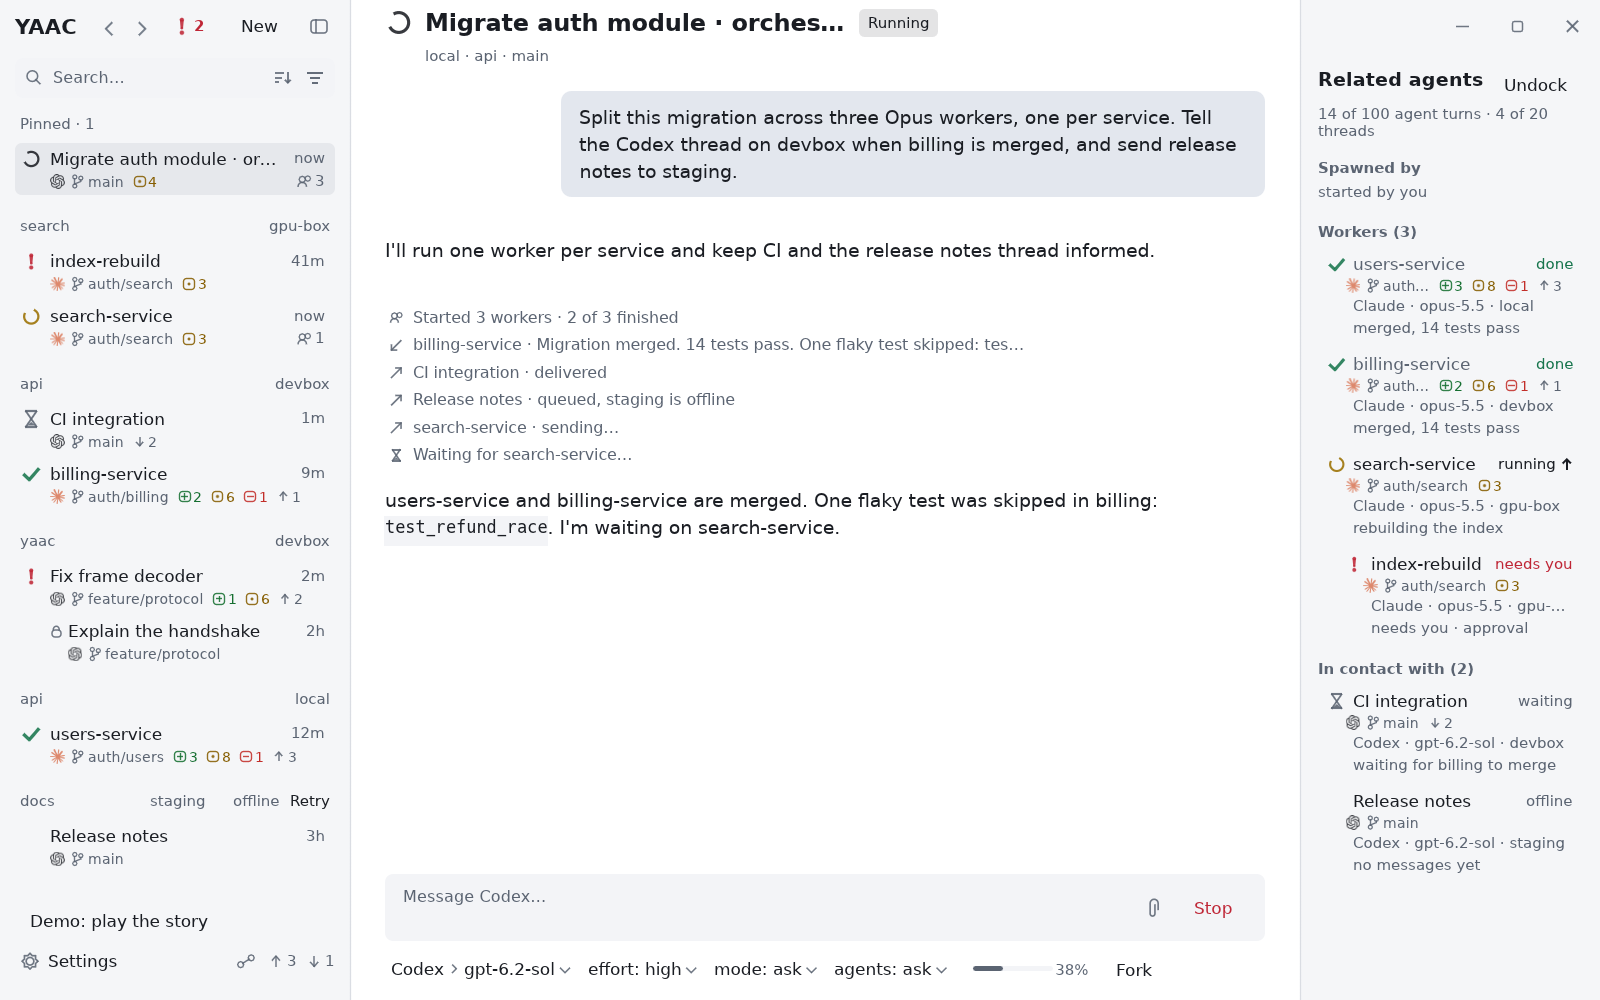 YAAC
2
New
Search...
Pinned · 1
Migrate auth module · or... now
main 4 3
search gpu-box
index-rebuild 41m
auth/search 3
search-service now
auth/search 3 1
api devbox
CI integration 1m
main 2
billing-service 9m
auth/billing 2 6 1 1
yaac devbox
Fix frame decoder 2m
feature/protocol 1 6 2
Explain the handshake 2h
feature/protocol
api local
users-service 12m
auth/users 3 8 1 3
docs staging offline Retry
Release notes 3h
main
Demo: play the story
Settings 3 1
Migrate auth module · orches... Running
local · api · main
Split this migration across three Opus workers, one per service. Tell
the Codex thread on devbox when billing is merged, and send release
notes to staging.
I'll run one worker per service and keep CI and the release notes thread informed.
Started 3 workers · 2 of 3 finished
billing-service · Migration merged. 14 tests pass. One flaky test skipped: tes...
CI integration · delivered
Release notes · queued, staging is offline
search-service · sending...
Waiting for search-service...
users-service and billing-service are merged. One flaky test was skipped in billing:
test_refund_race. I'm waiting on search-service.
Message Codex...
Stop
Codex > gpt-6.2-sol effort: high mode: ask agents: ask 38% Fork
Related agents Undock
14 of 100 agent turns · 4 of 20
threads
Spawned by
started by you
Workers (3)
users-service done
auth... 3 8 1 3
Claude · opus-5.5 · local
merged, 14 tests pass
billing-service done
auth... 2 6 1 1
Claude · opus-5.5 · devbox
merged, 14 tests pass
search-service running
auth/search 3
Claude · opus-5.5 · gpu-box
rebuilding the index
index-rebuild needs you
auth/search 3
Claude · opus-5.5 · gpu-...
needs you · approval
In contact with (2)
CI integration waiting
main 2
Codex · gpt-6.2-sol · devbox
waiting for billing to merge
Release notes offline
main
Codex · gpt-6.2-sol · staging
no messages yet